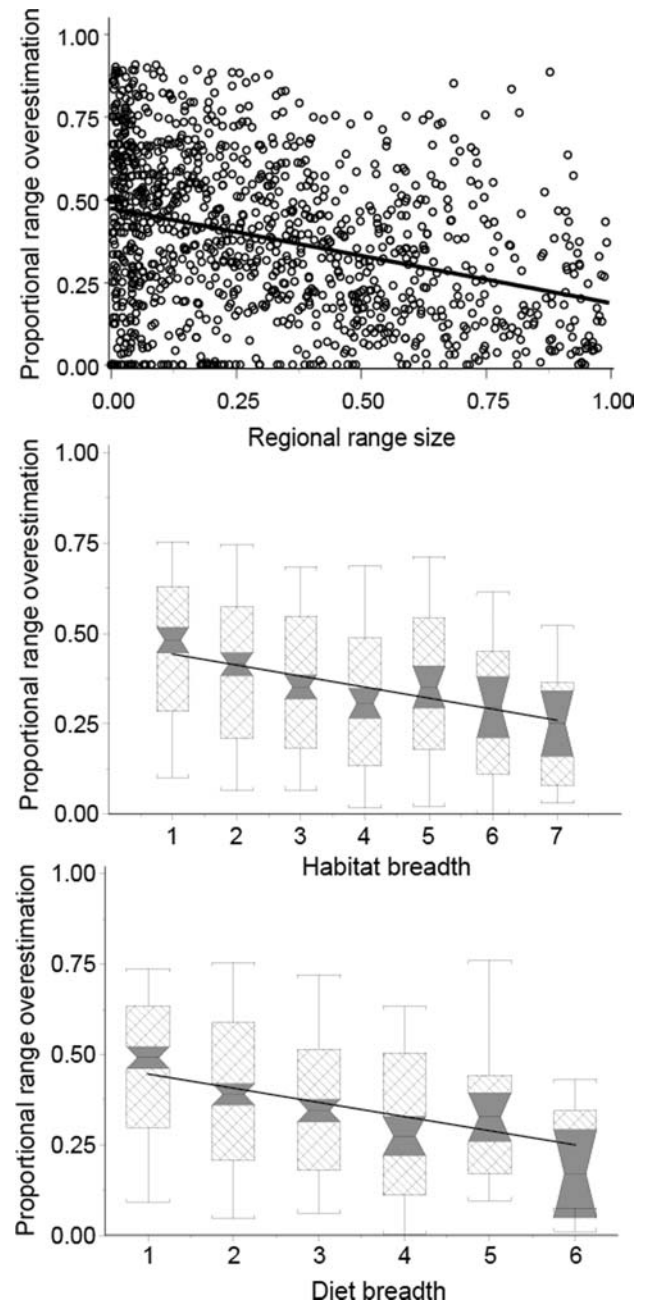 Proportional range overestimation
1.00
0.75
0.50
0.25
0.00
0.00 0.25 0.50 0.75 1.00
Regional range size
Proportional range overestimation
1.00
0.75
0.50
0.25
0.00
1 2 3 4 5 6 7
Habitat breadth
Proportional range overestimation
1.00
0.75
0.50
0.25
0.00
1 2 3 4 5 6
Diet breadth